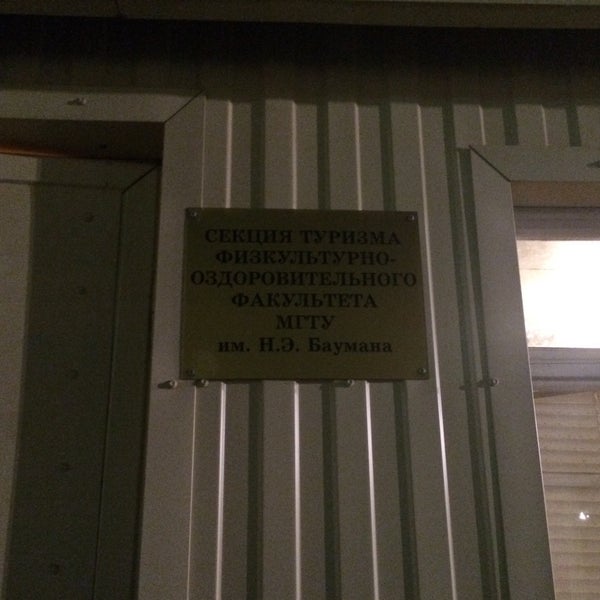 СЕКЦИЯ ТУРИЗМА
ФИЗКУЛЬТУРНО-
ОЗДОРОВИТЕЛЬНОГО
ФАКУЛЬТЕТА
МГТУ
им. Н.Э. Баумана